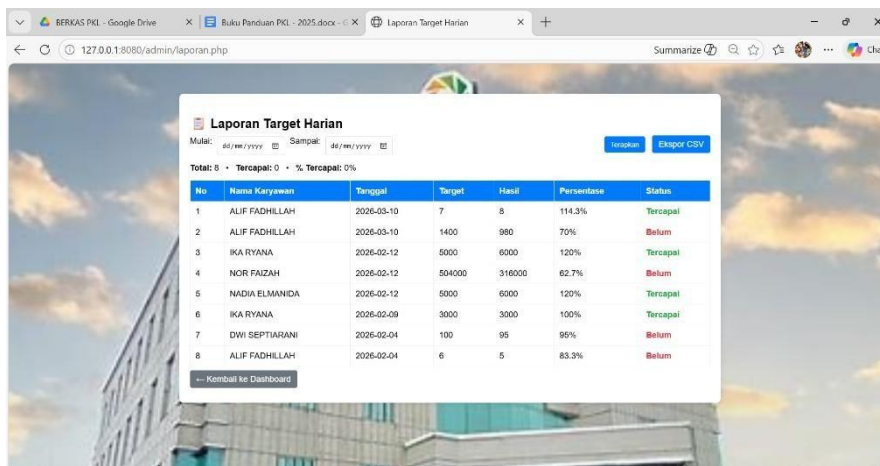 BERKAS PKL - Google Drive
Buku Panduan PKL - 2025.docx - G
Laporan Target Harian
127.0.0.1:8080/admin/laporan.php
Summarize
Laporan Target Harian
Mulai: dd/mm/yyyy Sampai: dd/mm/yyyy Terapkan Ekspor CSV
Total: 8 • Tercapai: 0 • % Tercapai: 0%
No Nama Karyawan Tanggal Target Hasil Persentase Status
1 ALIF FADHILLAH 2026-03-10 7 8 114.3% Tercapai
2 ALIF FADHILLAH 2026-03-10 1400 980 70% Belum
3 IKA RYANA 2026-02-12 5000 6000 120% Tercapai
4 NOR FAIZAH 2026-02-12 504000 316000 62.7% Belum
5 NADIA ELMANIDA 2026-02-12 5000 6000 120% Tercapai
6 IKA RYANA 2026-02-09 3000 3000 100% Tercapai
7 DWI SEPTIARANI 2026-02-04 100 95 95% Belum
8 ALIF FADHILLAH 2026-02-04 6 5 83.3% Belum
← Kembali ke Dashboard